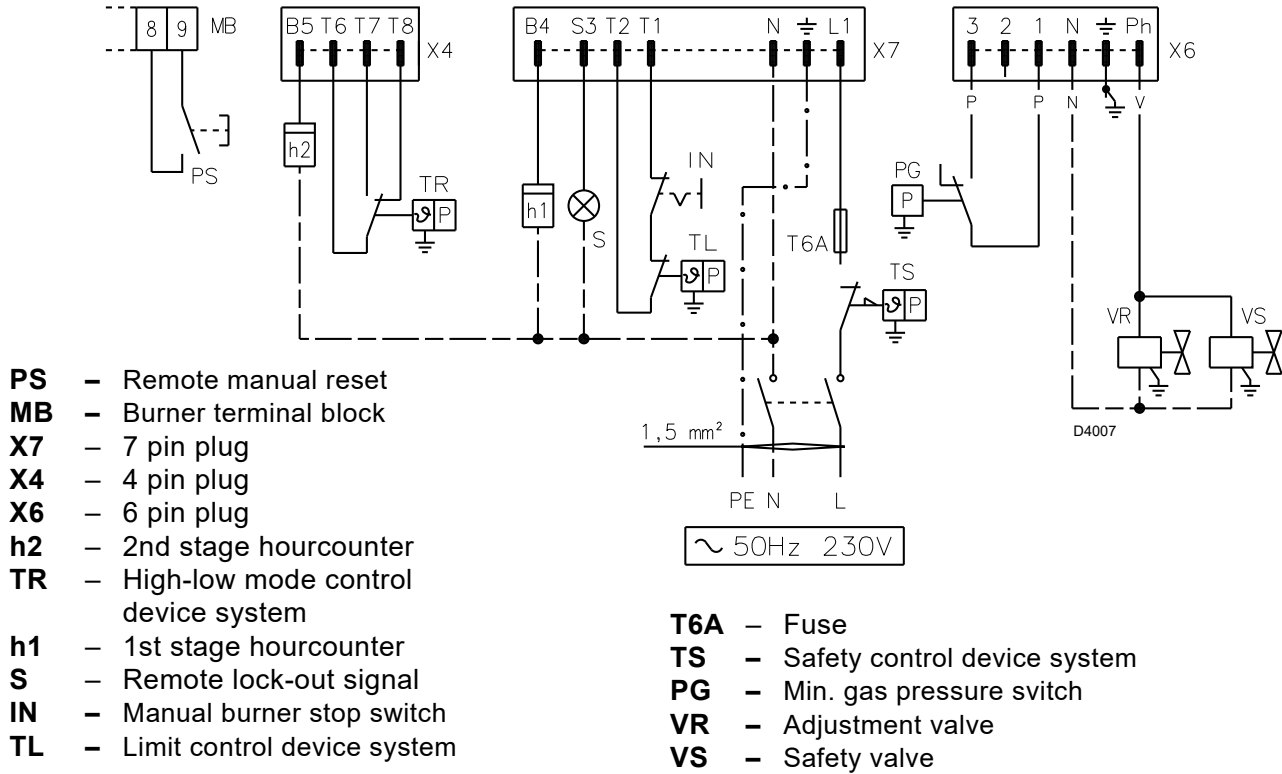 8 9 MB
B5 T6 T7 T8
X4
B4 S3 T2 T1 N L1
X7
3 2 1 N Ph
X6
P P N V
PS
h2
TR
ϑ P
h1
S
IN
TL
ϑ P
T6A
TS
ϑ P
PG
P
VR
VS
D4007
1,5 mm²
PE N L
~ 50Hz 230V
PS – Remote manual reset
MB – Burner terminal block
X7 – 7 pin plug
X4 – 4 pin plug
X6 – 6 pin plug
h2 – 2nd stage hourcounter
TR – High-low mode control
device system
h1 – 1st stage hourcounter
S – Remote lock-out signal
IN – Manual burner stop switch
TL – Limit control device system
T6A – Fuse
TS – Safety control device system
PG – Min. gas pressure svitch
VR – Adjustment valve
VS – Safety valve